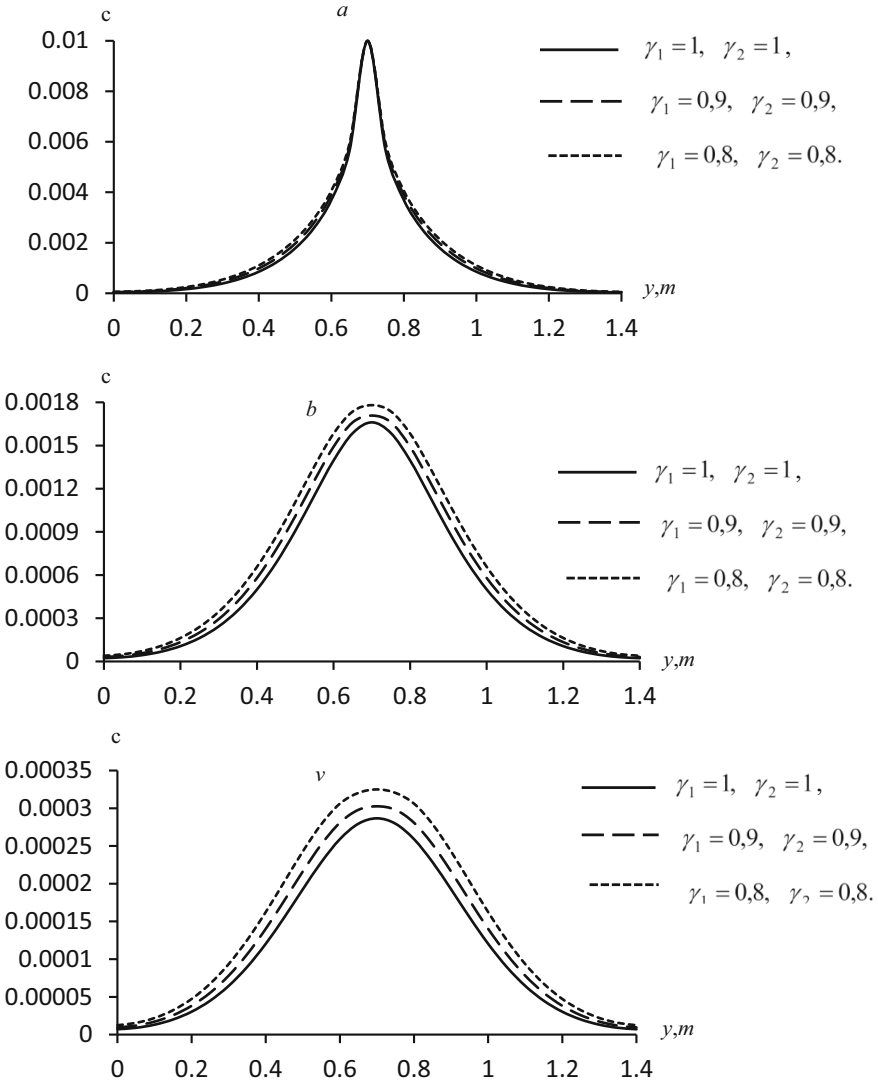 c
a
0.01
0.008
0.006
0.004
0.002
0
0 0.2 0.4 0.6 0.8 1 1.2 1.4
y,m
γ₁ = 1, γ₂ = 1,
γ₁ = 0,9, γ₂ = 0,9,
γ₁ = 0,8, γ₂ = 0,8.
c
b
0.0018
0.0015
0.0012
0.0009
0.0006
0.0003
0
0 0.2 0.4 0.6 0.8 1 1.2 1.4
y,m
γ₁ = 1, γ₂ = 1,
γ₁ = 0,9, γ₂ = 0,9,
γ₁ = 0,8, γ₂ = 0,8.
c
v
0.00035
0.0003
0.00025
0.0002
0.00015
0.0001
0.00005
0
0 0.2 0.4 0.6 0.8 1 1.2 1.4
y,m
γ₁ = 1, γ₂ = 1,
γ₁ = 0,9, γ₂ = 0,9,
γ₁ = 0,8, γ₂ = 0,8.